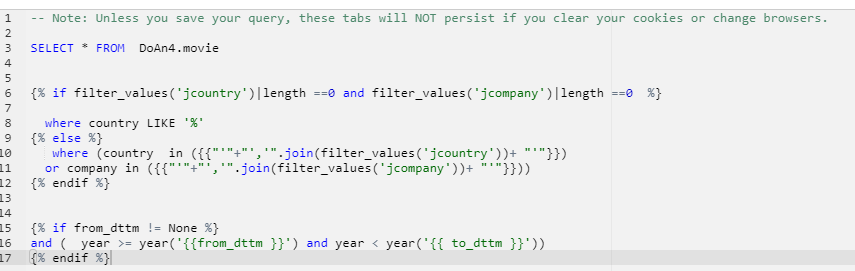 1 -- Note: Unless you save your query, these tabs will NOT persist if you clear your cookies or change browsers.
2
3 SELECT * FROM  DoAn4.movie
4
5
6 {% if filter_values('jcountry')|length ==0 and filter_values('jcompany')|length ==0  %}
7
8   where country LIKE '%'
9 {% else %}
10    where (country  in ({{"'"+"','".join(filter_values('jcountry'))+ "'"}})
11   or company in ({{"'"+"','".join(filter_values('jcompany'))+ "'"}}))
12 {% endif %}
13
14
15 {% if from_dttm != None %}
16 and (  year >= year('{{from_dttm }}') and year < year('{{ to_dttm }}'))
17 {% endif %}